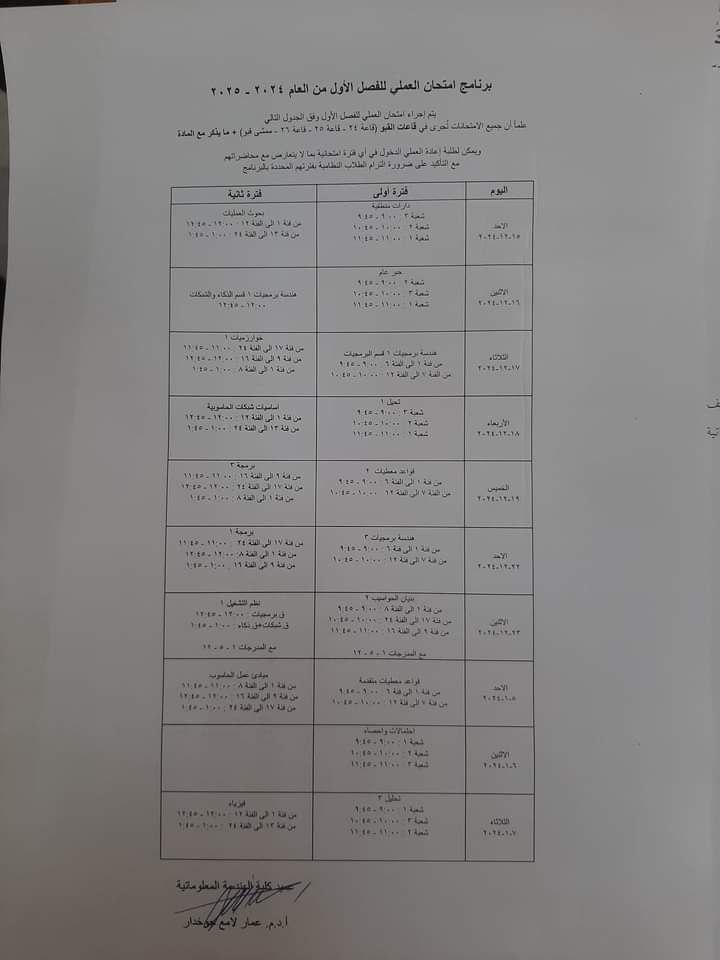 برنامج امتحان العملي للفصل الأول من العام ٢٠٢٤ - ٢٠٢٥
يتم إجراء امتحان العملي للفصل الأول وفق الجدول التالي
علماً أن جميع الامتحانات تُجرى في قاعات القبو (قاعة ٢٤ - قاعة ٢٥ - قاعة ٢٦ - ممشى قبو) + ما يذكر مع المادة
ويمكن لطلبة إعادة العملي الدخول في أي فترة امتحانية بما لا يتعارض مع محاضراتهم
مع التأكيد على ضرورة التزام الطلاب النظامية بفترتهم المحددة بالبرنامج
اليوم فترة أولى فترة ثانية
الاحد
١٥-١٢-٢٠٢٤
دارات منطقية
شعبة ٣ : ٩:٠٠ - ٩:٤٥
شعبة ٢ : ١٠:٠٠ - ١٠:٤٥
شعبة ١ : ١١:٠٠ - ١١:٤٥
بحوث العمليات
من فئة ١ الى الفئة ١٢ : ١٢:٠٠ - ١٢:٤٥
من فئة ١٣ الى الفئة ٢٤ : ١:٠٠ - ١:٤٥
الاثنين
١٦-١٢-٢٠٢٤
جبر عام
شعبة ٢ : ٩:٠٠ - ٩:٤٥
شعبة ٣ : ١٠:٠٠ - ١٠:٤٥
شعبة ١ : ١١:٠٠ - ١١:٤٥
هندسة برمجيات ١ قسم الذكاء والشبكات
١٢:٠٠ - ١٢:٤٥
الثلاثاء
١٧-١٢-٢٠٢٤
هندسة برمجيات ١ قسم البرمجيات
من فئة ١ الى الفئة ٦ : ٩:٠٠ - ٩:٤٥
من الفئة ٧ الى الفئة ١٢ : ١٠:٠٠ - ١٠:٤٥
خوارزميات ١
من فئة ١٧ الى الفئة ٢٤ : ١١:٠٠ - ١١:٤٥
من فئة ٩ الى الفئة ١٦ : ١٢:٠٠ - ١٢:٤٥
من فئة ١ الى الفئة ٨ : ١:٠٠ - ١:٤٥
الأربعاء
١٨-١٢-٢٠٢٤
تحيل ١
شعبة ٣ : ٩:٠٠ - ٩:٤٥
شعبة ٢ : ١٠:٠٠ - ١٠:٤٥
شعبة ١ : ١١:٠٠ - ١١:٤٥
اساسيات شبكات الحاسوبية
من فئة ١ الى الفئة ١٢ : ١٢:٠٠ - ١٢:٤٥
من فئة ١٣ الى الفئة ٢٤ : ١:٠٠ - ١:٤٥
الخميس
١٩-١٢-٢٠٢٤
قواعد معطيات ٢
من فئة ١ الى الفئة ٦ : ٩:٠٠ - ٩:٤٥
من الفئة ٧ الى الفئة ١٢ : ١٠:٠٠ - ١٠:٤٥
برمجة ٣
من فئة ٩ الى الفئة ١٦ : ١١:٠٠ - ١١:٤٥
من فئة ١٧ الى الفئة ٢٤ : ١٢:٠٠ - ١٢:٤٥
من فئة ١ الى الفئة ٨ : ١:٠٠ - ١:٤٥
الاحد
٢٢-١٢-٢٠٢٤
هندسة برمجيات ٣
من فئة ١ الى فئة ٦ : ٩:٠٠ - ٩:٤٥
من فئة ٧ الى فئة ١٢ : ١٠:٠٠ - ١٠:٤٥
برمجة ١
من فئة ١٧ الى الفئة ٢٤ : ١١:٠٠ - ١١:٤٥
من فئة ١ الى الفئة ٨ : ١٢:٠٠ - ١٢:٤٥
من فئة ٩ الى الفئة ١٦ : ١:٠٠ - ١:٤٥
الاثنين
٢٣-١٢-٢٠٢٤
بنيان الحواسيب ٢
من فئة ١ الى الفئة ٨ : ٩:٠٠ - ٩:٤٥
من فئة ١٧ الى الفئة ٢٤ : ١٠:٠٠ - ١٠:٤٥
من فئة ٩ الى الفئة ١٦ : ١١:٠٠ - ١١:٤٥
مع المدرجات ١ - ٥ - ١٢
نظم التشغيل ١
ق برمجيات : ١٢:٠٠ - ١٢:٤٥
ق شبكات+ق ذكاء : ١:٠٠ - ١:٤٥
مع المدرجات ١ - ٥ - ١٢
الاحد
٥-١-٢٠٢٤
قواعد معطيات متقدمة
من فئة ١ الى فئة ٦ : ٩:٠٠ - ٩:٤٥
من فئة ٧ الى فئة ١٢ : ١٠:٠٠ - ١٠:٤٥
مبادئ عمل الحاسوب
من فئة ١ الى الفئة ٨ : ١١:٠٠ - ١١:٤٥
من فئة ٩ الى الفئة ١٦ : ١٢:٠٠ - ١٢:٤٥
من فئة ١٧ الى الفئة ٢٤ : ١:٠٠ - ١:٤٥
الاثنين
٦-١-٢٠٢٤
احتمالات واحصاء
شعبة ١ : ٩:٠٠ - ٩:٤٥
شعبة ٢ : ١٠:٠٠ - ١٠:٤٥
شعبة ٣ : ١١:٠٠ - ١١:٤٥
الثلاثاء
٧-١-٢٠٢٤
تحليل ٣
شعبة ١ : ٩:٠٠ - ٩:٤٥
شعبة ٣ : ١٠:٠٠ - ١٠:٤٥
شعبة ٢ : ١١:٠٠ - ١١:٤٥
فيزياء
من فئة ١ الى الفئة ١٢ : ١٢:٠٠ - ١٢:٤٥
من فئة ١٣ الى الفئة ٢٤ : ١:٠٠ - ١:٤٥
عميد كلية الهندسة المعلوماتية
أ.د.م. عمار لامع جوخدار